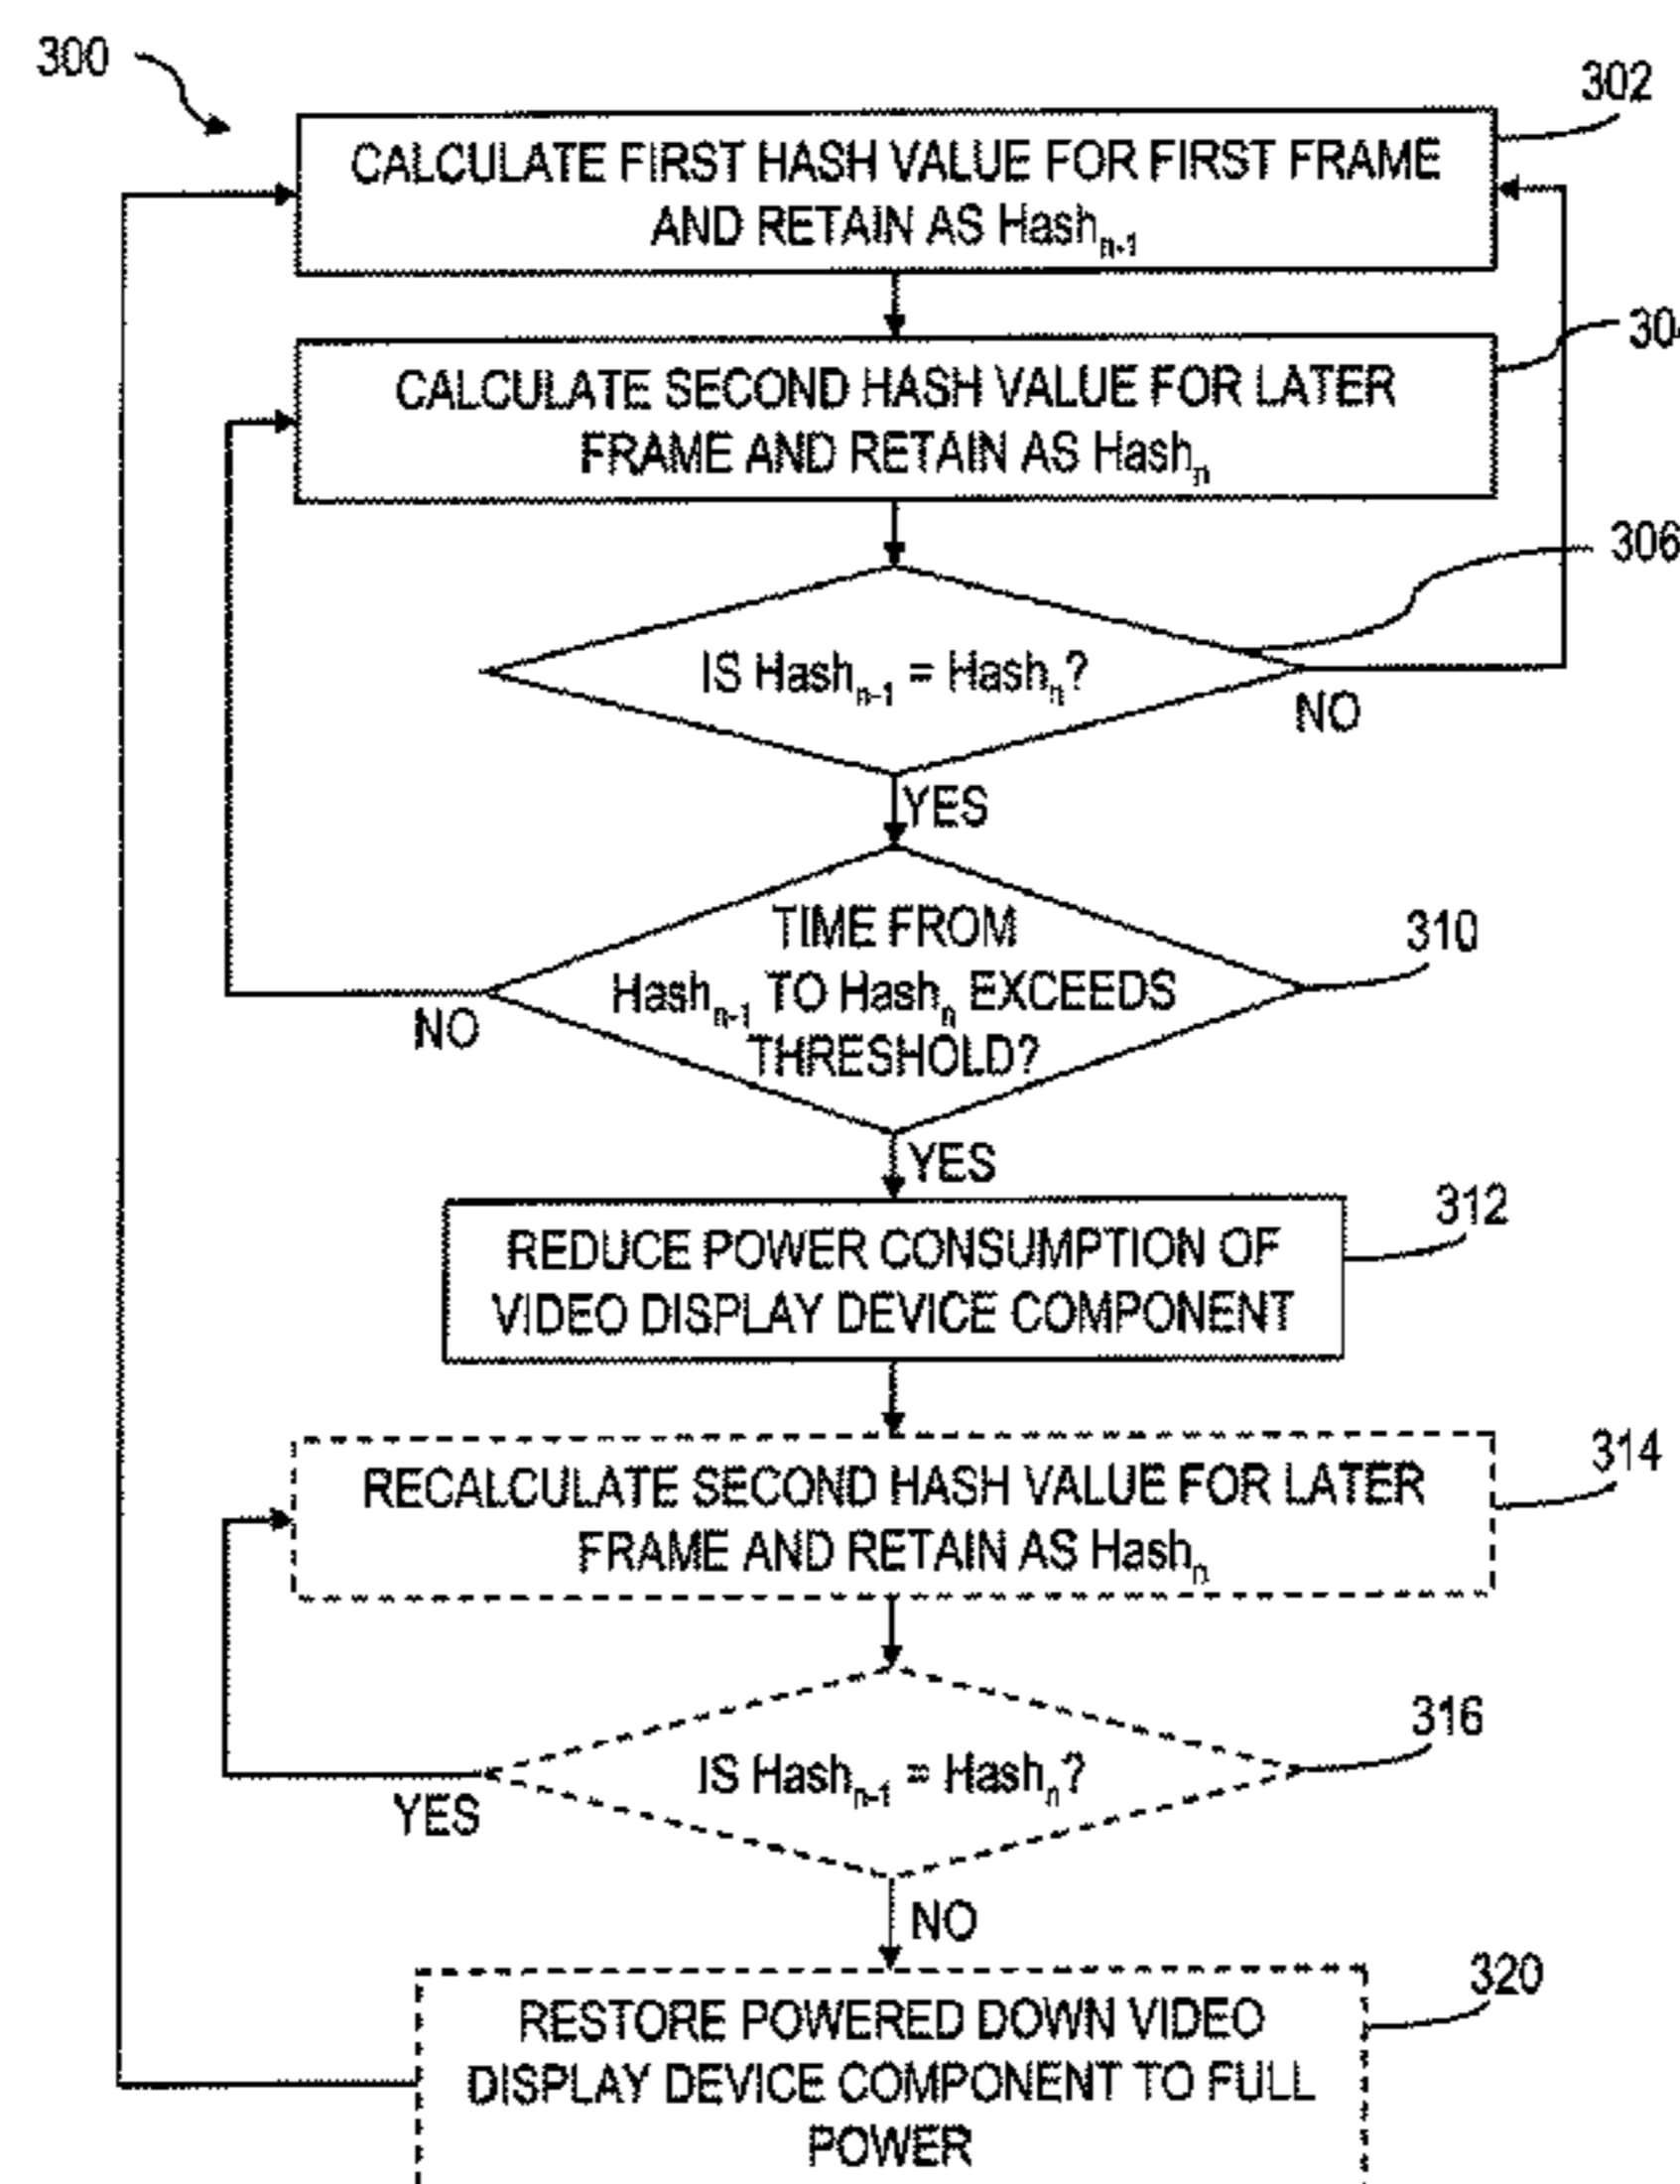 300
302
CALCULATE FIRST HASH VALUE FOR FIRST FRAME
AND RETAIN AS Hashn-1
CALCULATE SECOND HASH VALUE FOR LATER
FRAME AND RETAIN AS Hashn
306
IS Hashn-1 = Hashn?
NO
YES
TIME FROM
Hashn-1 TO Hashn EXCEEDS
THRESHOLD?
310
NO
YES
312
REDUCE POWER CONSUMPTION OF
VIDEO DISPLAY DEVICE COMPONENT
314
RECALCULATE SECOND HASH VALUE FOR LATER
FRAME AND RETAIN AS Hashn
316
IS Hashn-1 = Hashn?
YES
NO
320
RESTORE POWERED DOWN VIDEO
DISPLAY DEVICE COMPONENT TO FULL
POWER